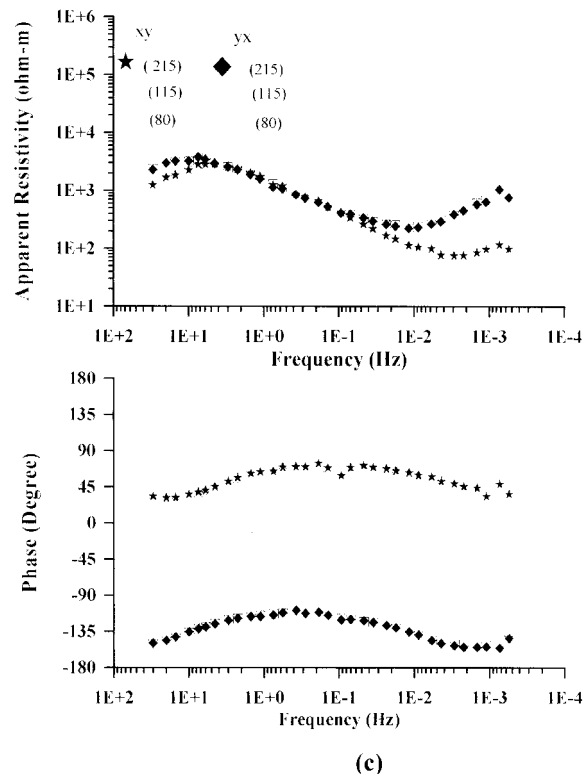 1E+6
xy
yx
1E+5
( 215)
(215)
(115)
(115)
1E+4
(80)
(80)
1E+3
1E+2
1E+1
Apparent Resistivity (ohm-m)
1E+2 1E+1 1E+0 1E-1 1E-2 1E-3 1E-4
Frequency (Hz)
180
135
90
45
0
-45
-90
-135
-180
Phase (Degree)
1E+2 1E+1 1E+0 1E-1 1E-2 1E-3 1E-4
Frequency (Hz)
(c)